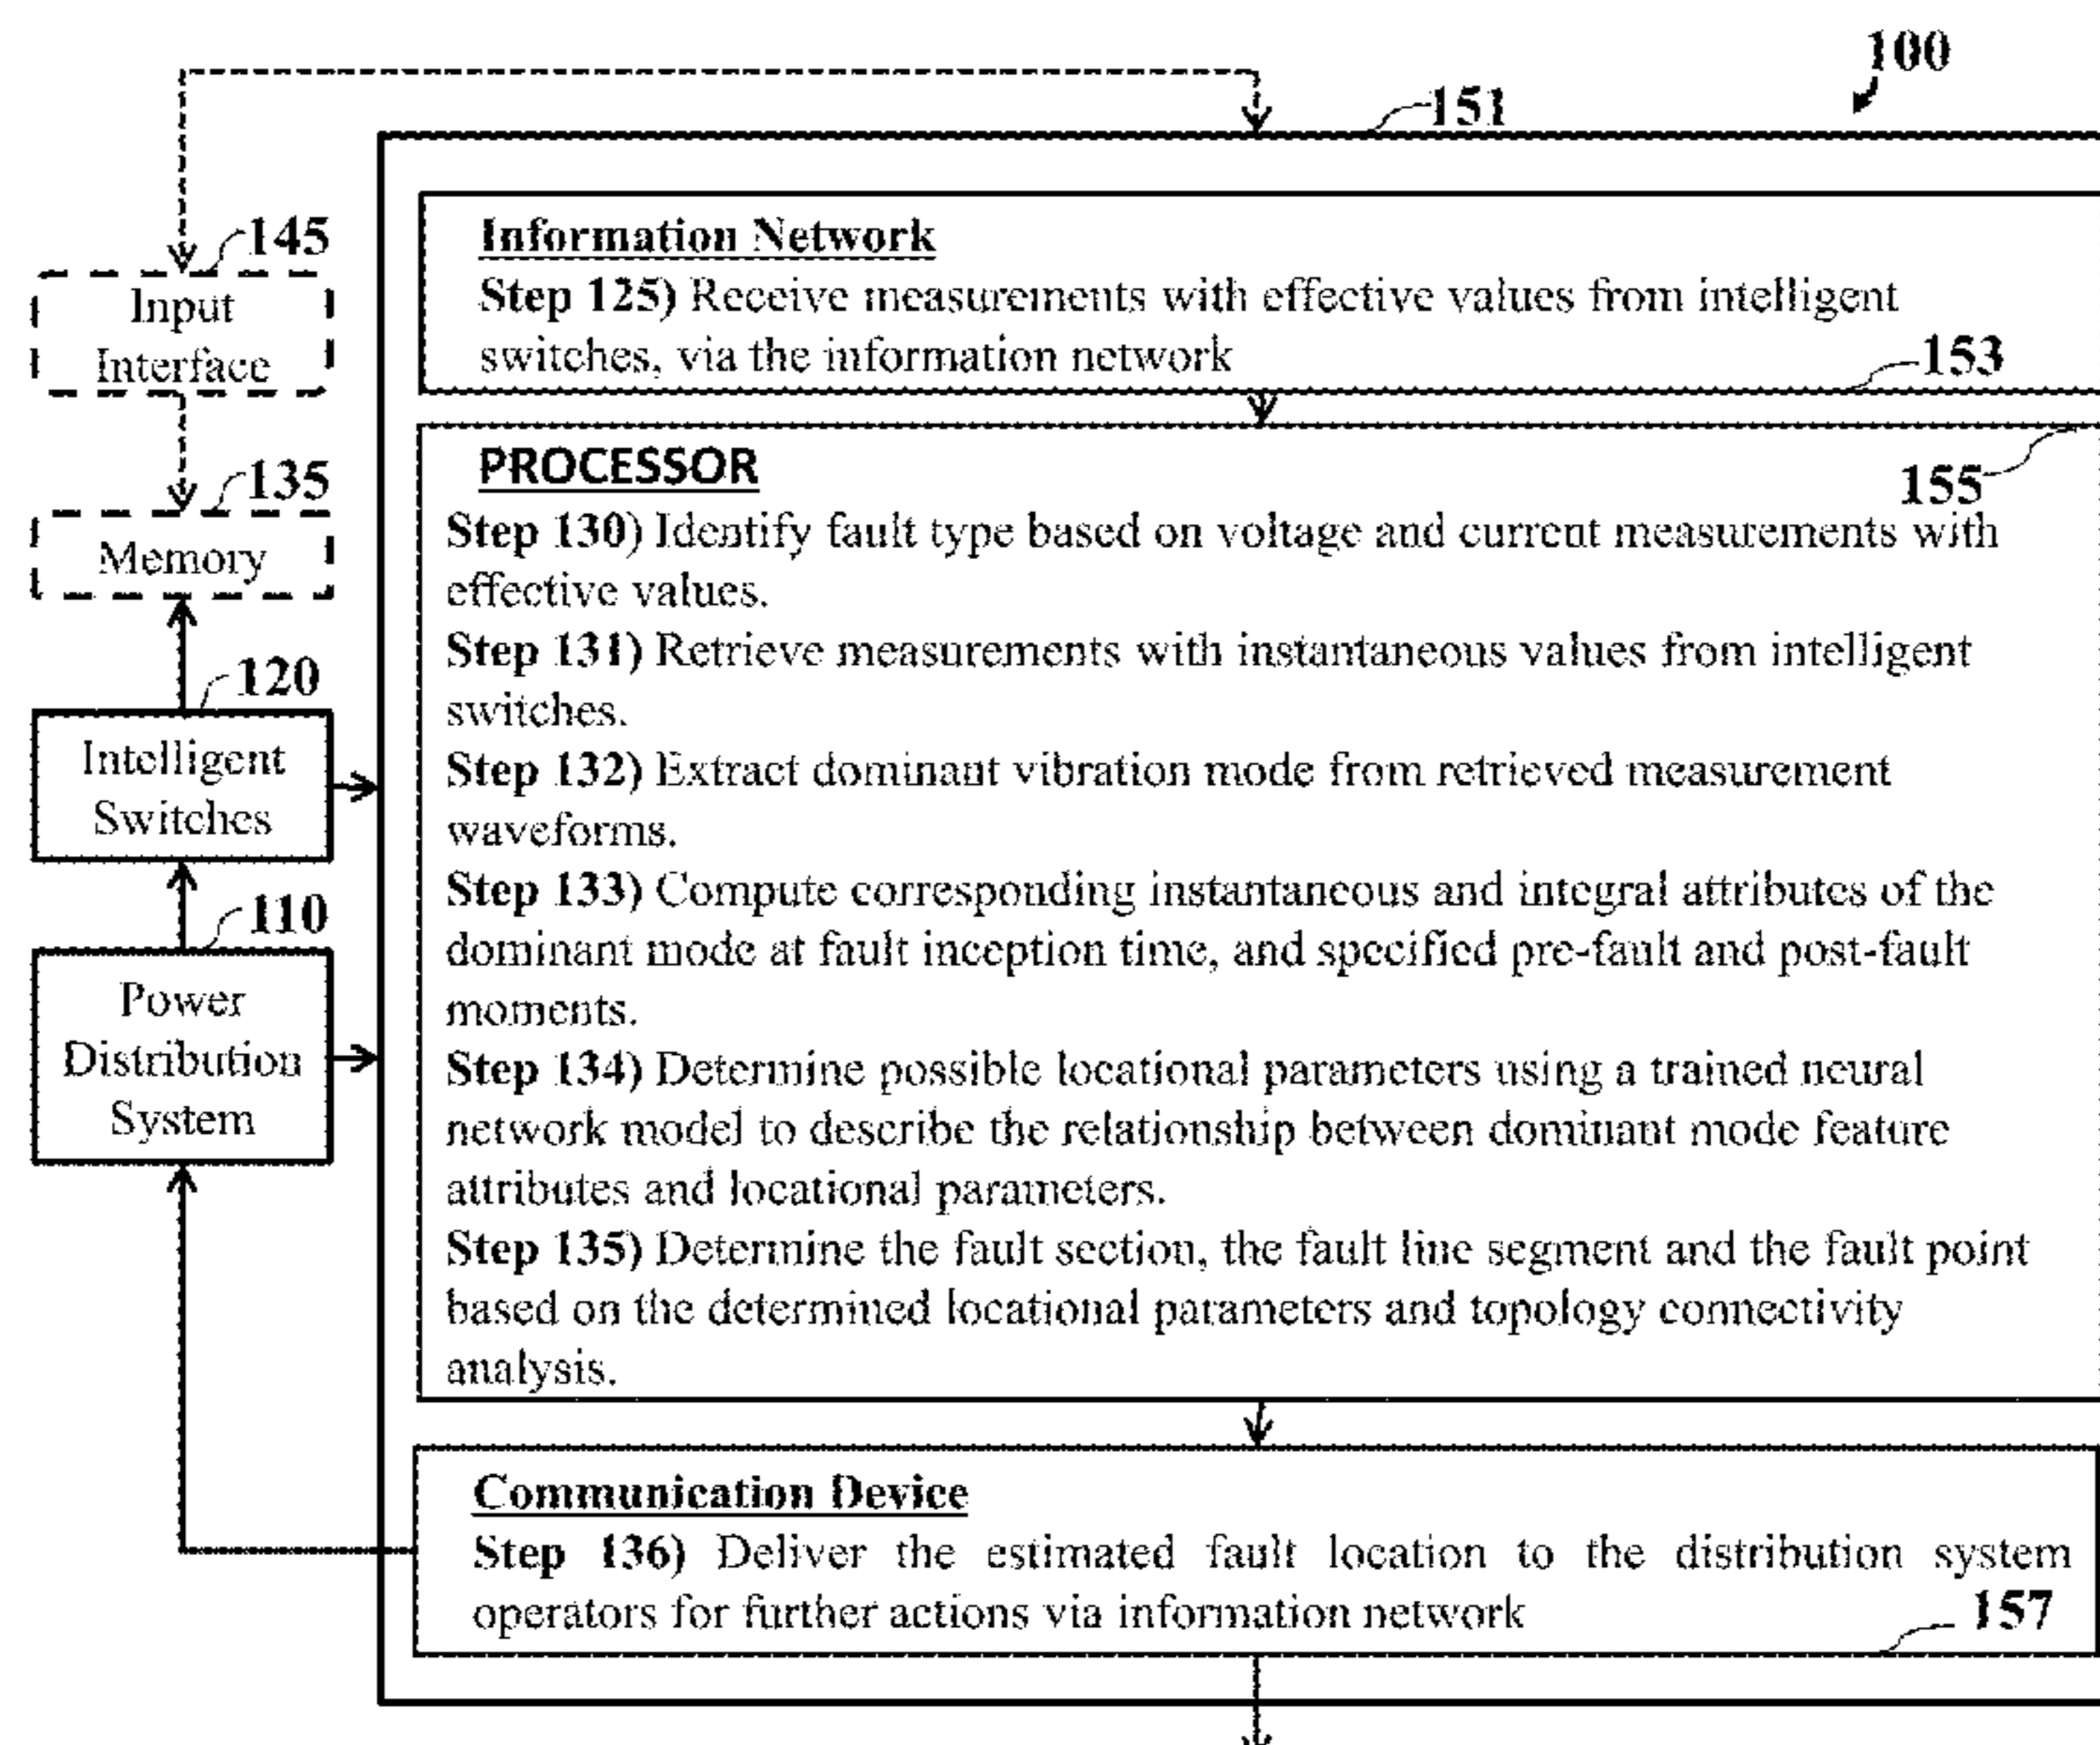 100
151
145
Input
Interface
135
Memory
120
Intelligent
Switches
110
Power
Distribution
System
Information Network
Step 125) Receive measurements with effective values from intelligent
switches, via the information network
153
PROCESSOR
155
Step 130) Identify fault type based on voltage and current measurements with
effective values.
Step 131) Retrieve measurements with instantaneous values from intelligent
switches.
Step 132) Extract dominant vibration mode from retrieved measurement
waveforms.
Step 133) Compute corresponding instantaneous and integral attributes of the
dominant mode at fault inception time, and specified pre-fault and post-fault
moments.
Step 134) Determine possible locational parameters using a trained neural
network model to describe the relationship between dominant mode feature
attributes and locational parameters.
Step 135) Determine the fault section, the fault line segment and the fault point
based on the determined locational parameters and topology connectivity
analysis.
Communication Device
Step 136) Deliver the estimated fault location to the distribution system
operators for further actions via information network
157